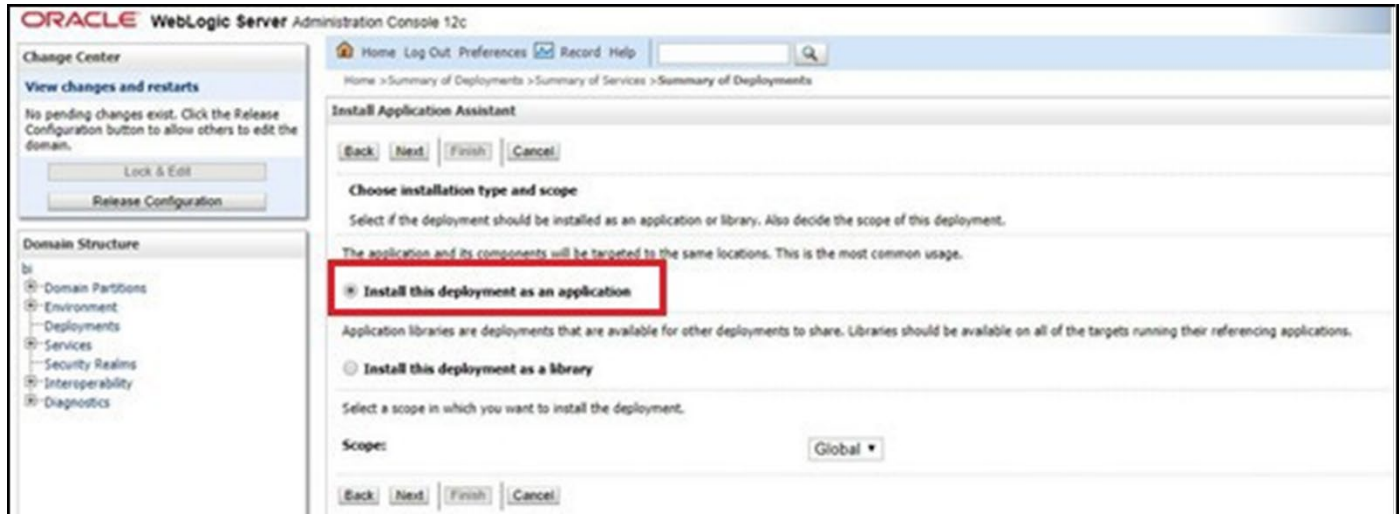 ORACLE WebLogic Server Administration Console 12c
Change Center
View changes and restarts
No pending changes exist. Click the Release
Configuration button to allow others to edit the
domain.
Lock & Edit
Release Configuration
Domain Structure
bi
Domain Partitions
Environment
Deployments
Services
Security Realms
Interoperability
Diagnostics
Home Log Out Preferences Record Help
Home >Summary of Deployments >Summary of Services >Summary of Deployments
Install Application Assistant
Back Next Finish Cancel
Choose installation type and scope
Select if the deployment should be installed as an application or library. Also decide the scope of this deployment.
The application and its components will be targeted to the same locations. This is the most common usage.
Install this deployment as an application
Application libraries are deployments that are available for other deployments to share. Libraries should be available on all of the targets running their referencing applications.
Install this deployment as a library
Select a scope in which you want to install the deployment.
Scope: Global
Back Next Finish Cancel